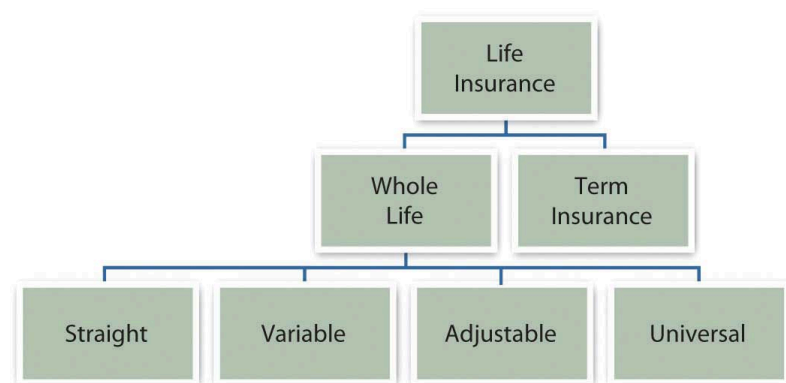 Life
Insurance
Whole
Life
Term
Insurance
Straight
Variable
Adjustable
Universal